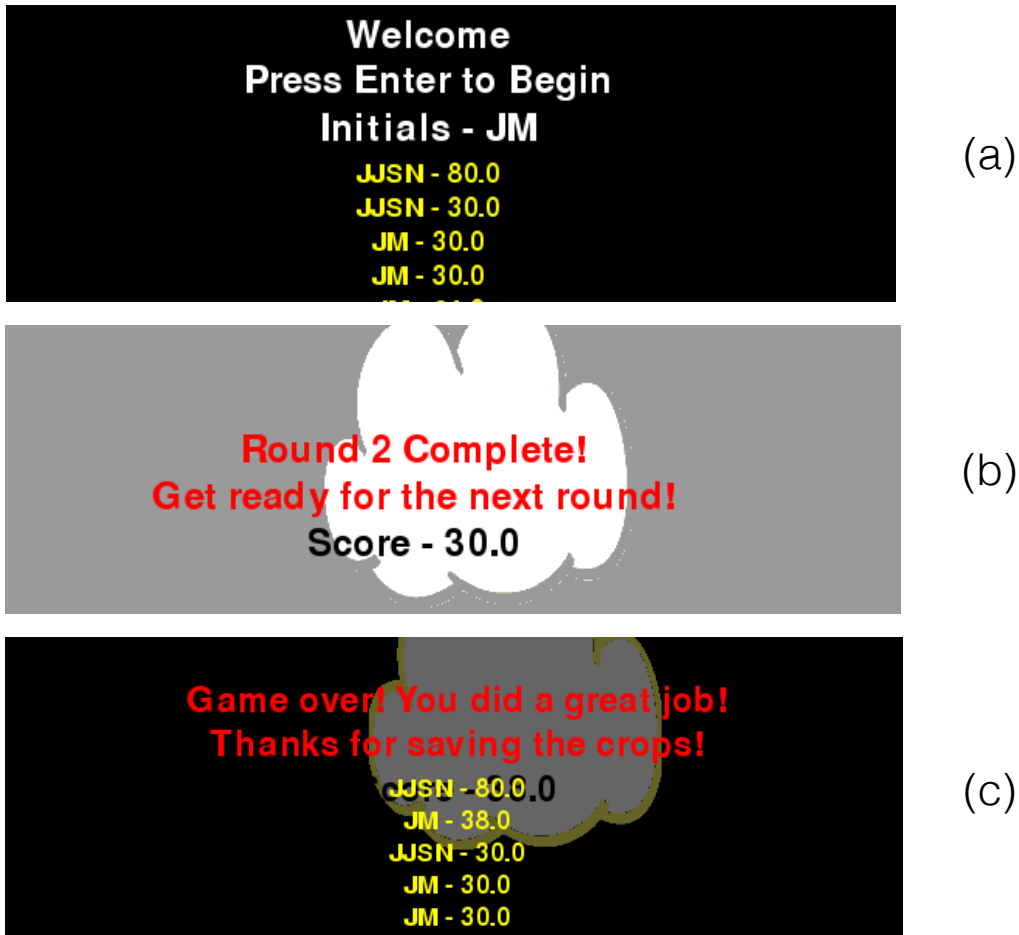 Welcome
Press Enter to Begin
Initials - JM
JJSN - 80.0
JJSN - 30.0
JM - 30.0
JM - 30.0
(a)
Round 2 Complete!
Get ready for the next round!
Score - 30.0
(b)
Game over! You did a great job!
Thanks for saving the crops!
JJSN - 80.0
JM - 38.0
JJSN - 30.0
JM - 30.0
JM - 30.0
(c)